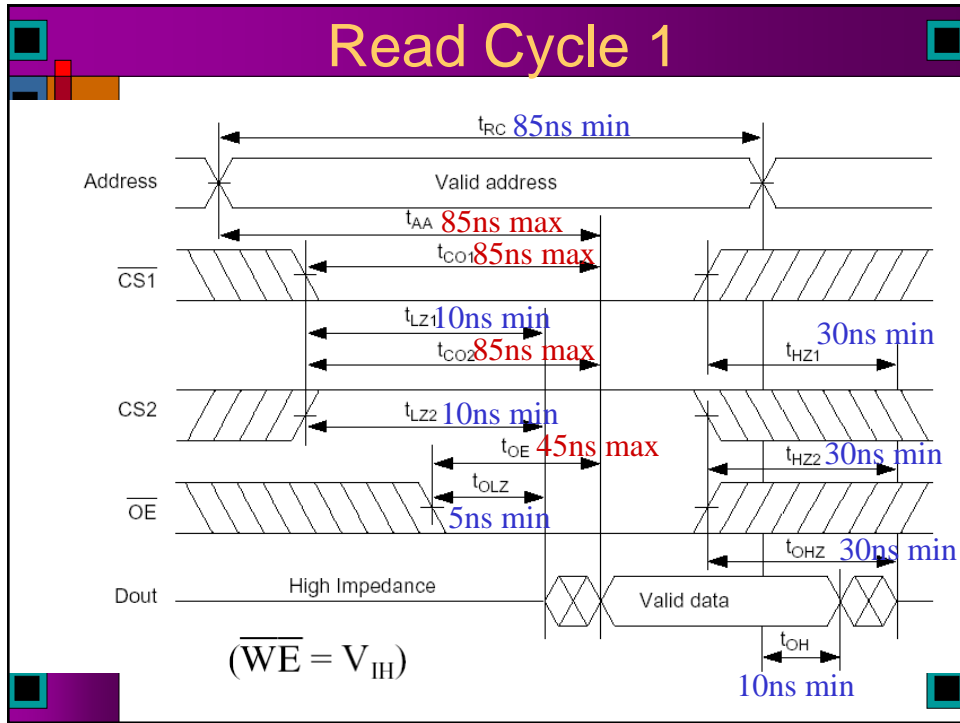 Read Cycle 1
tRC 85ns min
Address
Valid address
tAA 85ns max
tCO1 85ns max
CS1
tLZ1 10ns min
30ns min
tCO2 85ns max
tHZ1
CS2
tLZ2 10ns min
tOE 45ns max
tHZ2 30ns min
tOLZ
OE
5ns min
tOHZ 30ns min
High Impedance
Dout
Valid data
tOH
(WE = VIH)
10ns min